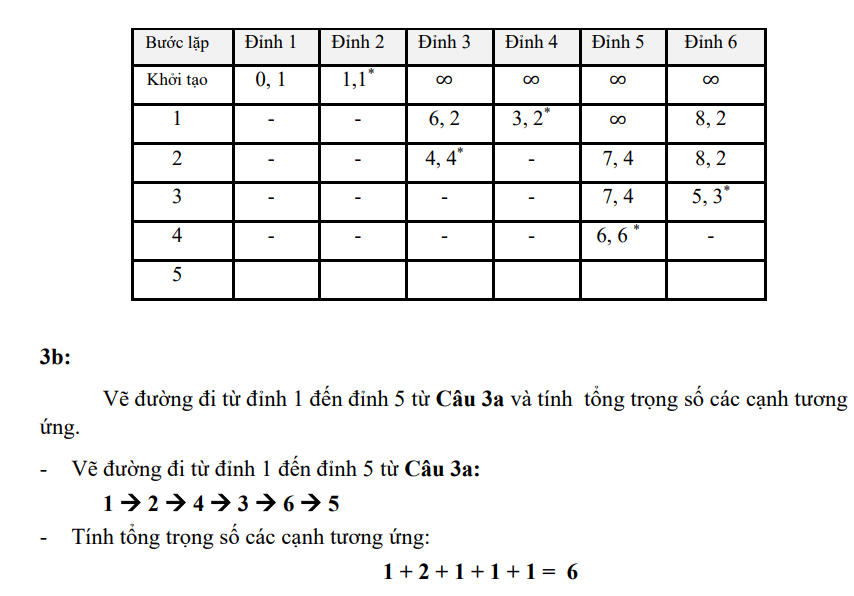 Bước lặp Đỉnh 1 Đỉnh 2 Đỉnh 3 Đỉnh 4 Đỉnh 5 Đỉnh 6
Khởi tạo 0, 1 1,1* ∞ ∞ ∞ ∞
1 - - 6, 2 3, 2* ∞ 8, 2
2 - - 4, 4* - 7, 4 8, 2
3 - - - - 7, 4 5, 3*
4 - - - - 6, 6 * -
5
3b:
Vẽ đường đi từ đỉnh 1 đến đỉnh 5 từ Câu 3a và tính tổng trọng số các cạnh tương
ứng.
- Vẽ đường đi từ đỉnh 1 đến đỉnh 5 từ Câu 3a:
1 → 2 → 4 → 3 → 6 → 5
- Tính tổng trọng số các cạnh tương ứng:
1 + 2 + 1 + 1 + 1 = 6